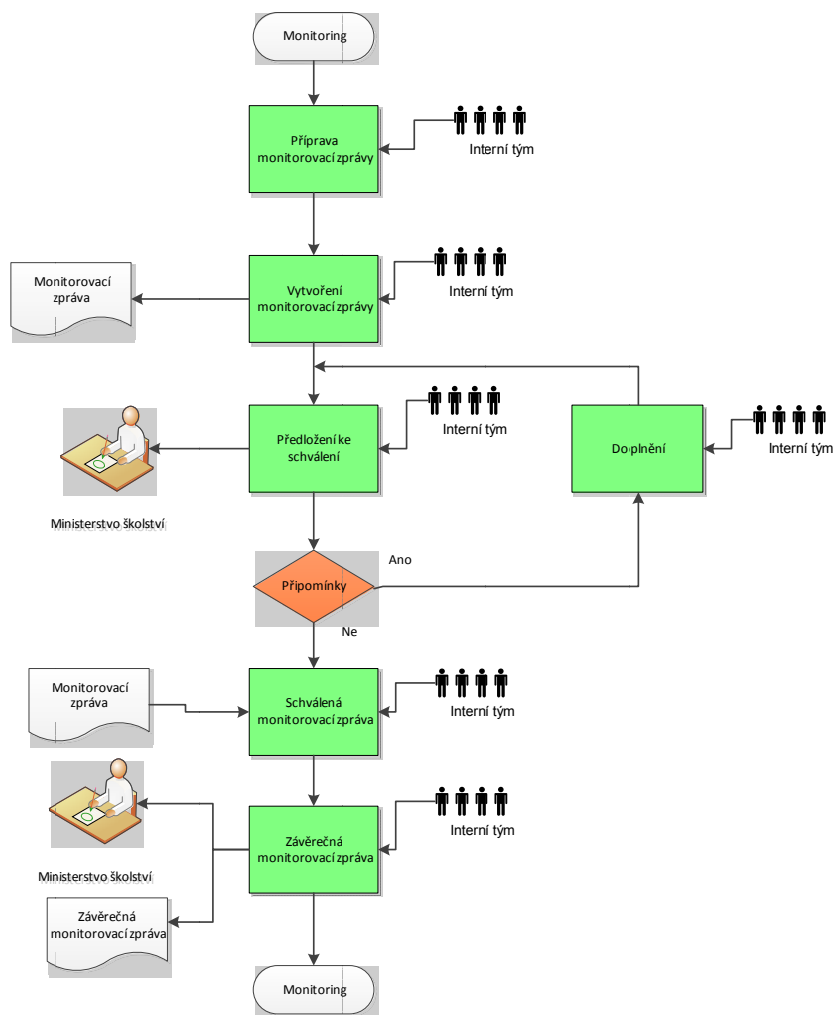 Monitoring
Příprava
monitorovací zprávy
Interní tým
Monitorovací
zpráva
Vytvoření
monitorovací zprávy
Interní tým
Předložení ke
schválení
Interní tým
Doplnění
Interní tým
Ministerstvo školství
Připomínky
Ano
Ne
Monitorovací
zpráva
Schválená
monitorovací zpráva
Interní tým
Závěrečná
monitorovací zpráva
Interní tým
Ministerstvo školství
Závěrečná
monitorovací zpráva
Monitoring